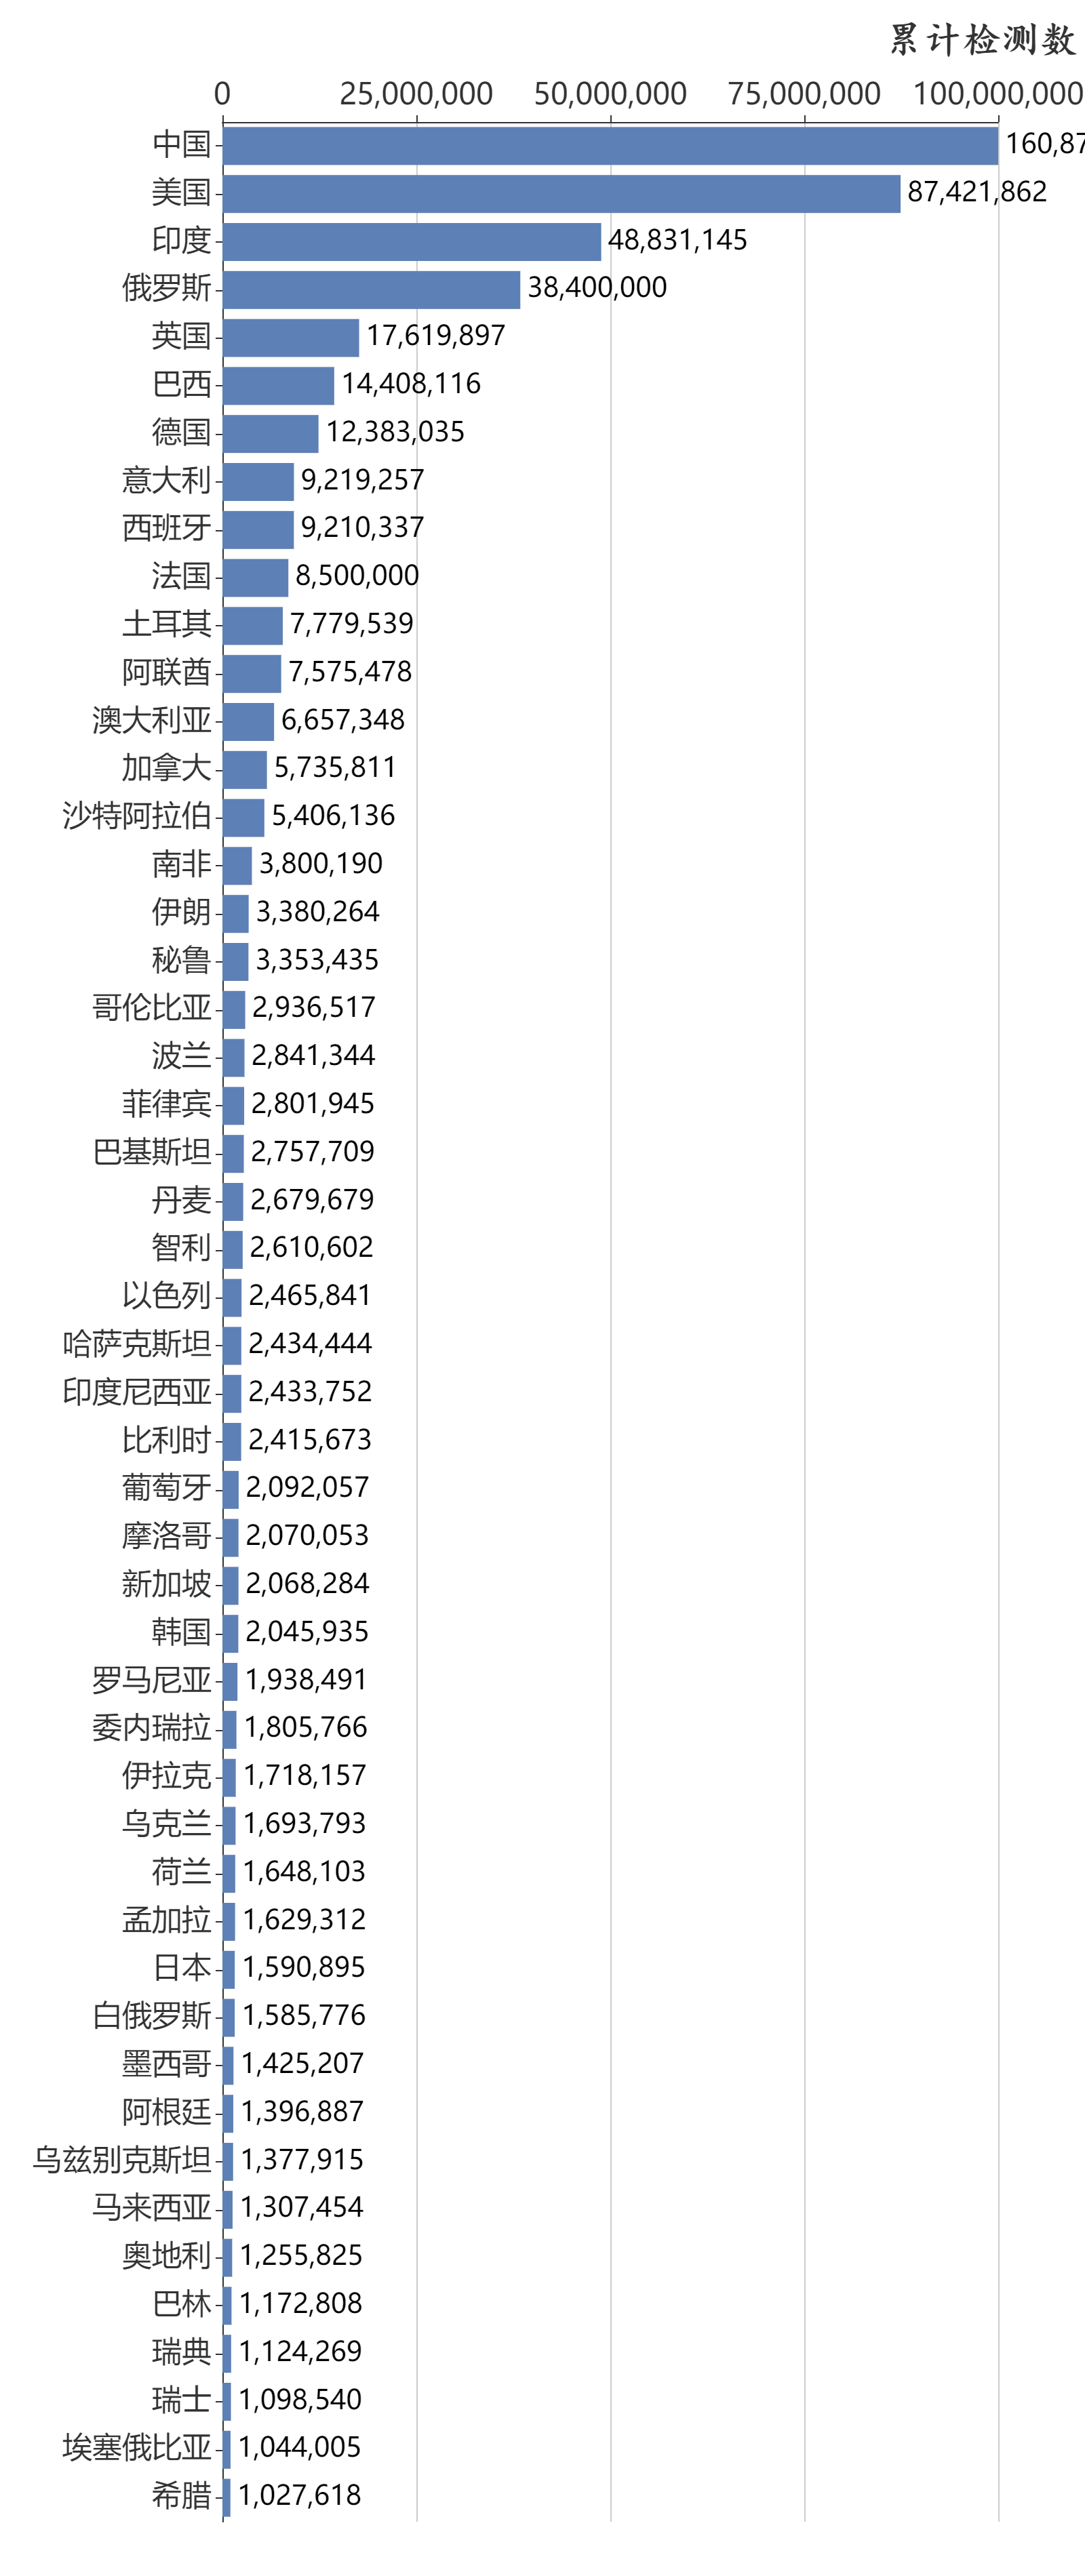 累计检测数
0 25,000,000 50,000,000 75,000,000 100,000,000
中国 160,87
美国 87,421,862
印度 48,831,145
俄罗斯 38,400,000
英国 17,619,897
巴西 14,408,116
德国 12,383,035
意大利 9,219,257
西班牙 9,210,337
法国 8,500,000
土耳其 7,779,539
阿联酋 7,575,478
澳大利亚 6,657,348
加拿大 5,735,811
沙特阿拉伯 5,406,136
南非 3,800,190
伊朗 3,380,264
秘鲁 3,353,435
哥伦比亚 2,936,517
波兰 2,841,344
菲律宾 2,801,945
巴基斯坦 2,757,709
丹麦 2,679,679
智利 2,610,602
以色列 2,465,841
哈萨克斯坦 2,434,444
印度尼西亚 2,433,752
比利时 2,415,673
葡萄牙 2,092,057
摩洛哥 2,070,053
新加坡 2,068,284
韩国 2,045,935
罗马尼亚 1,938,491
委内瑞拉 1,805,766
伊拉克 1,718,157
乌克兰 1,693,793
荷兰 1,648,103
孟加拉 1,629,312
日本 1,590,895
白俄罗斯 1,585,776
墨西哥 1,425,207
阿根廷 1,396,887
乌兹别克斯坦 1,377,915
马来西亚 1,307,454
奥地利 1,255,825
巴林 1,172,808
瑞典 1,124,269
瑞士 1,098,540
埃塞俄比亚 1,044,005
希腊 1,027,618